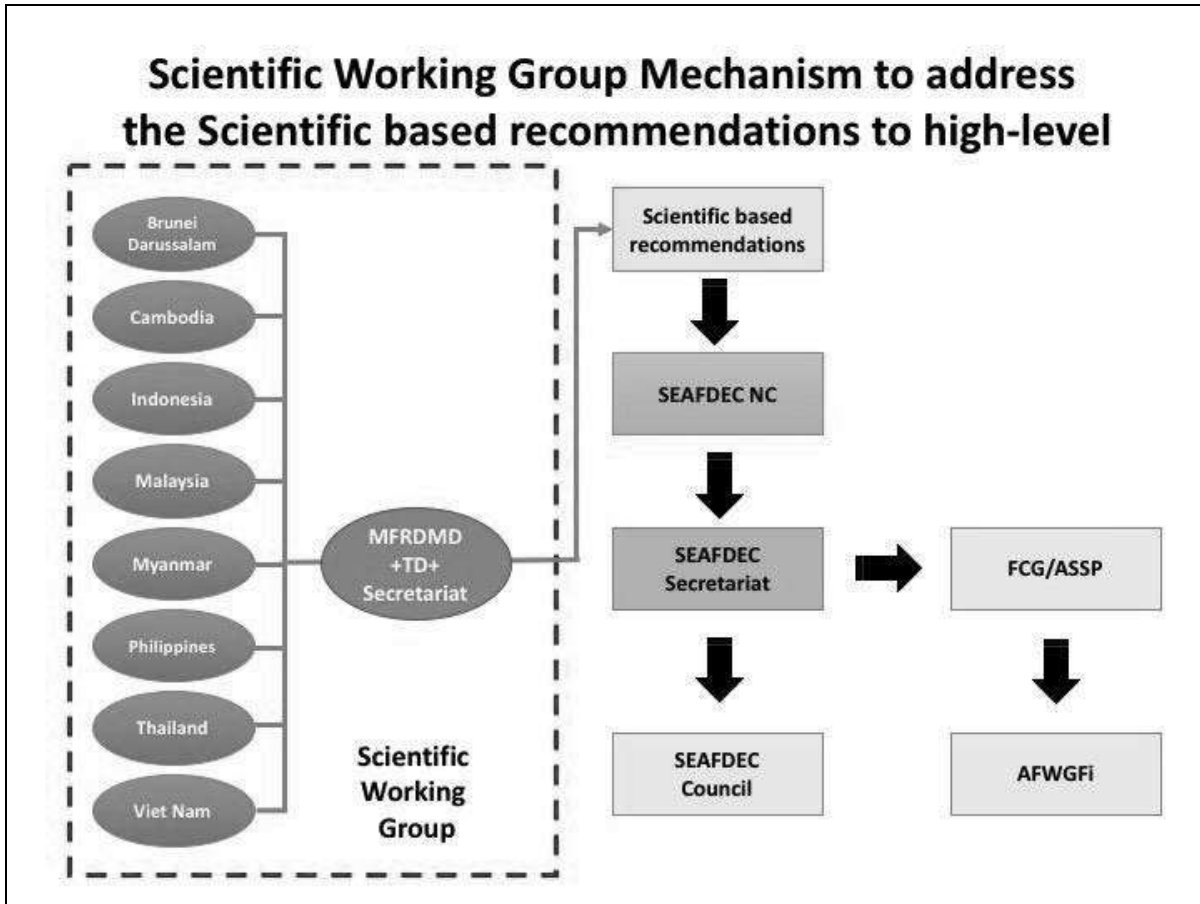 Scientific Working Group Mechanism to address
the Scientific based recommendations to high-level
Brunei
Darussalam
Cambodia
Indonesia
Malaysia
Myanmar
Philippines
Thailand
Viet Nam
MFRDMD
+TD+
Secretariat
Scientific
Working
Group
Scientific based
recommendations
SEAFDEC NC
SEAFDEC
Secretariat
FCG/ASSP
SEAFDEC
Council
AFWGFi